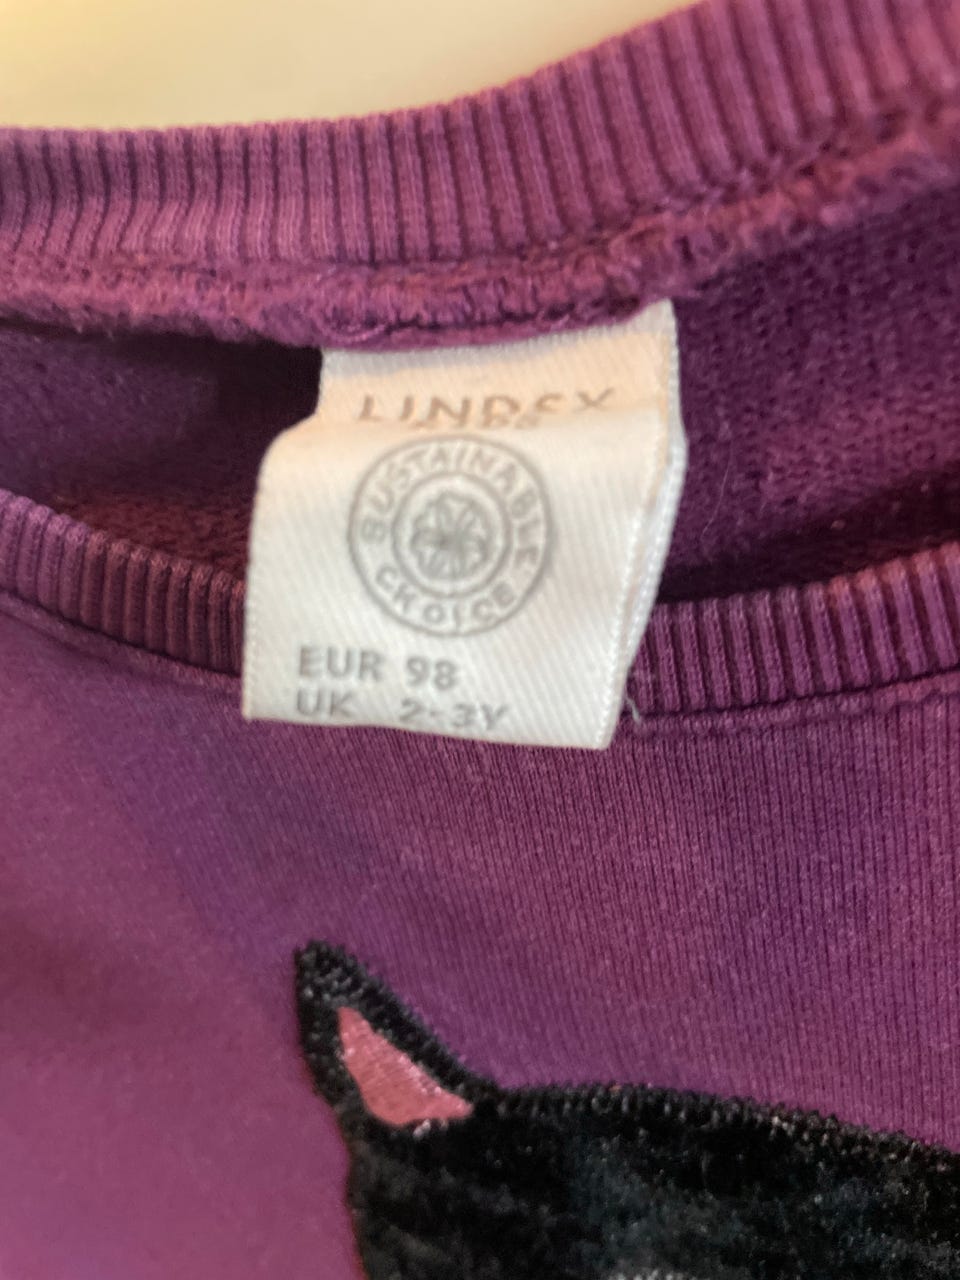 LINDEX
SUSTAINABLE
CHOICE
EUR 98
UK 2-3Y